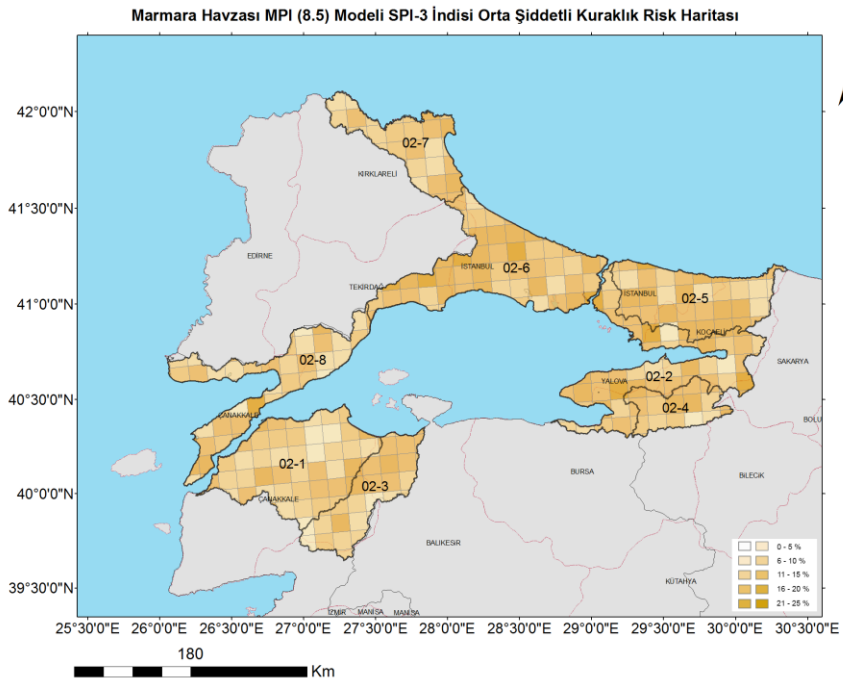 Marmara Havzası MPI (8.5) Modeli SPI-3 İndisi Orta Şiddetli Kuraklık Risk Haritası
42°0'0"N
02-7
KIRKLARELİ
41°30'0"N
EDİRNE
İSTANBUL
02-6
TEKİRDAĞ
İSTANBUL
02-5
41°0'0"N
KOCAELİ
02-8
SAKARYA
02-2
YALOVA
40°30'0"N
02-4
ÇANAKKALE
BOLU
02-1
BURSA
BİLECİK
02-3
40°0'0"N
ÇANAKKALE
BALIKESİR
0 - 5 %
6 - 10 %
KÜTAHYA
11 - 15 %
39°30'0"N
16 - 20 %
İZMİR
MANİSA
MANİSA
21 - 25 %
25°30'0"E
26°0'0"E
26°30'0"E
27°0'0"E
27°30'0"E
28°0'0"E
28°30'0"E
29°0'0"E
29°30'0"E
30°0'0"E
30°30'0"E
180
Km